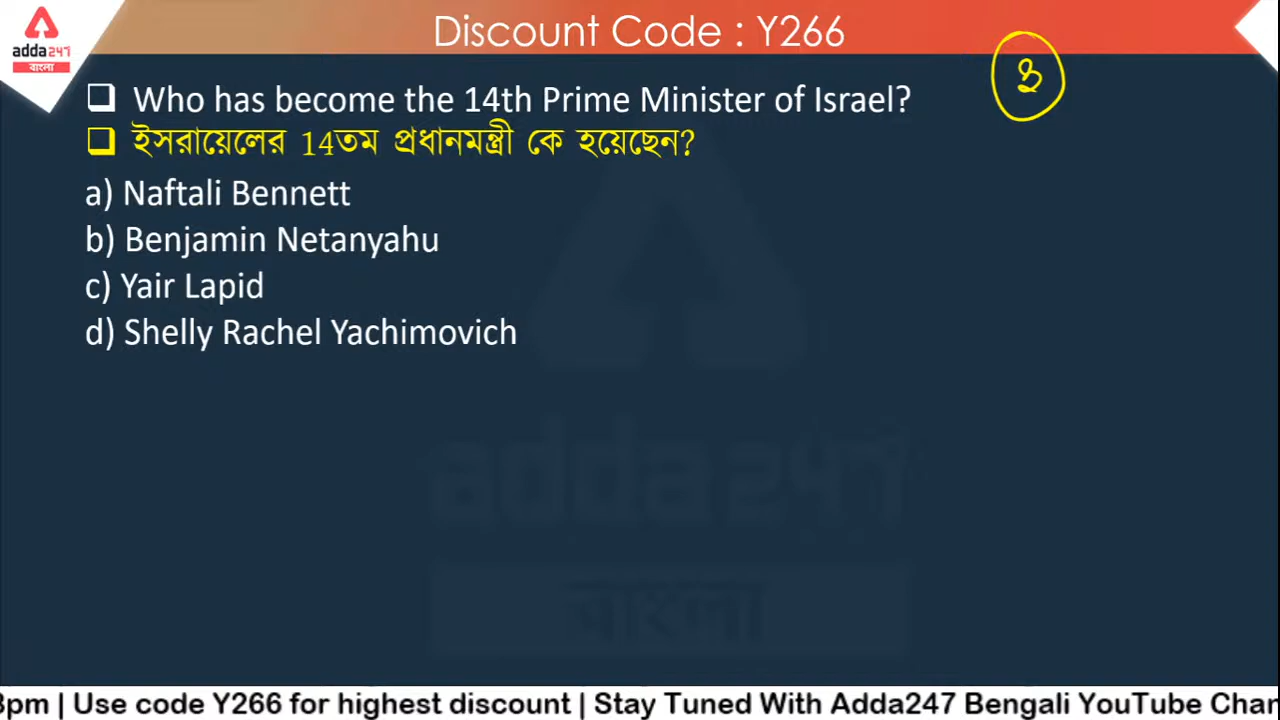 Discount Code : Y266
adda247
বাংলা
Who has become the 14th Prime Minister of Israel?
ইসরায়েলের 14তম প্রধানমন্ত্রী কে হয়েছেন?
a) Naftali Bennett
b) Benjamin Netanyahu
c) Yair Lapid
d) Shelly Rachel Yachimovich
adda247
বাংলা
3pm | Use code Y266 for highest discount | Stay Tuned With Adda247 Bengali YouTube Chan